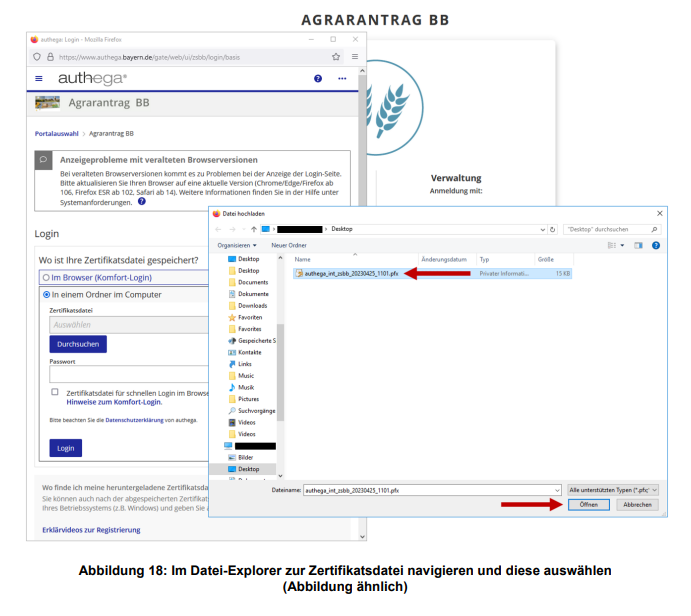 AGRARANTRAG BB
authega: Login - Mozilla Firefox
https://www.authega.bayern.de/gate/web/ui/zsbb/login/basis
authega
Agrarantrag BB
Portalauswahl > Agrarantrag BB
Anzeigeprobleme mit veralteten Browserversionen
Bei veralteten Browserversionen kommt es zu Problemen bei der Anzeige der Login-Seite.
Bitte aktualisieren Sie Ihren Browser auf eine aktuelle Version (Chrome/Edge/Firefox ab
106, Firefox ESR ab 102, Safari ab 14). Weitere Informationen finden Sie in der Hilfe unter
Systemanforderungen.
Verwaltung
Anmeldung mit:
Login
Wo ist Ihre Zertifikatsdatei gespeichert?
Im Browser (Komfort-Login)
In einem Ordner im Computer
Zertifikatsdatei
Auswählen
Durchsuchen
Passwort
Zertifikatsdatei für schnellen Login im Browse
Hinweise zum Komfort-Login.
Bitte beachten Sie die Datenschutzerklärung von authega.
Login
Wo finde ich meine heruntergeladene Zertifikatsda
Sie können auch nach der abgespeicherten Zertifikat
Ihres Betriebssystems (z.B. Windows) und geben Sie
Erklärvideos zur Registrierung
Datei hochladen
> Desktop
"Desktop" durchsuchen
Organisieren Neuer Ordner
Name Änderungsdatum Typ Größe
authega_int_zsbb_20230425_1101.pfx Privater Informati... 15 KB
Desktop
Desktop
Documents
Dokumente
Downloads
Favoriten
Favorites
Gespeicherte S
Kontakte
Links
Music
Musik
Pictures
Suchvorgänge
Videos
Videos
Bilder
Desktop
Dateiname: authega_int_zsbb_20230425_1101.pfx Alle unterstützten Typen (*.pfx;
Öffnen Abbrechen
Abbildung 18: Im Datei-Explorer zur Zertifikatsdatei navigieren und diese auswählen
(Abbildung ähnlich)